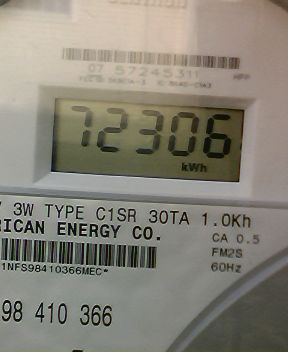 07 57245311
72306
kWh
3W TYPE C1SR 30TA 1.0Kh
RICAN ENERGY CO.
CA 0.5
FM2S
60Hz
1NFS98410366MEC*
98 410 366